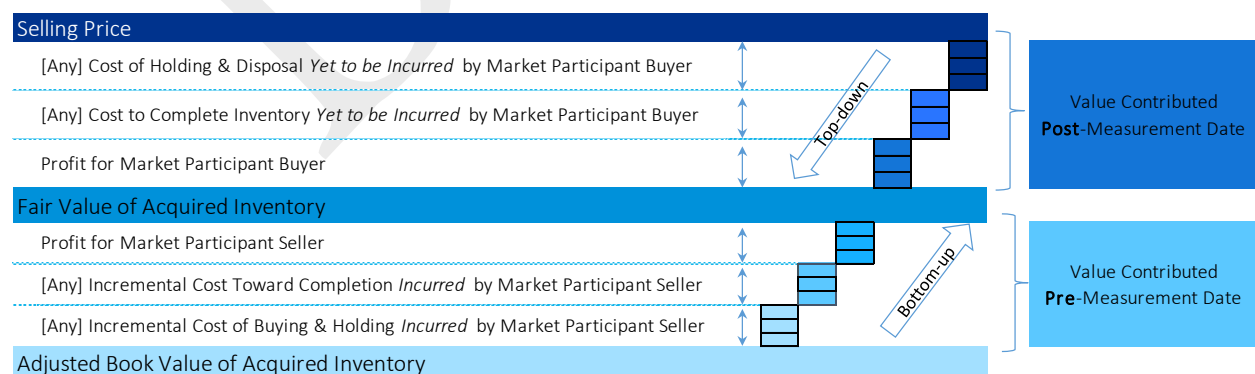 Selling Price
[Any] Cost of Holding & Disposal Yet to be Incurred by Market Participant Buyer
[Any] Cost to Complete Inventory Yet to be Incurred by Market Participant Buyer
Profit for Market Participant Buyer
Top-down
Value Contributed
Post-Measurement Date
Fair Value of Acquired Inventory
Profit for Market Participant Seller
[Any] Incremental Cost Toward Completion Incurred by Market Participant Seller
[Any] Incremental Cost of Buying & Holding Incurred by Market Participant Seller
Bottom-up
Value Contributed
Pre-Measurement Date
Adjusted Book Value of Acquired Inventory